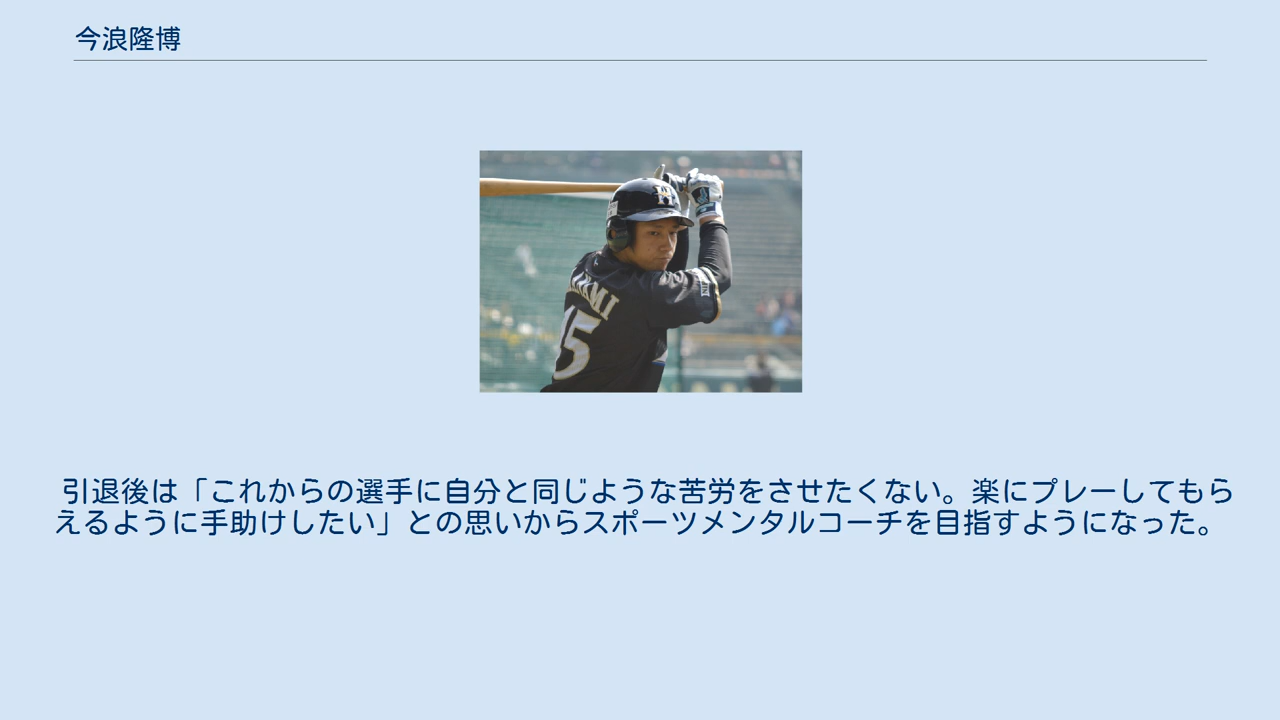 今浪隆博
引退後は「これからの選手に自分と同じような苦労をさせたくない。楽にプレーしてもら
えるように手助けしたい」との思いからスポーツメンタルコーチを目指すようになった。